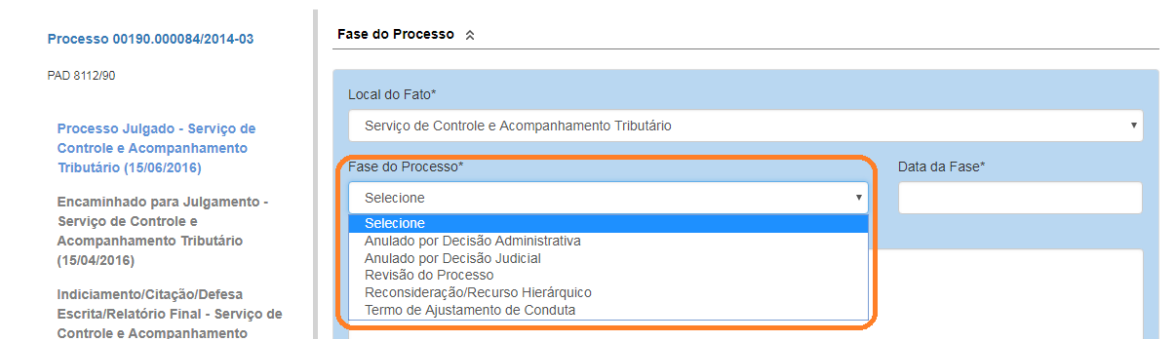 Processo 00190.000084/2014-03
PAD 8112/90
Processo Julgado - Serviço de
Controle e Acompanhamento
Tributário (15/06/2016)
Encaminhado para Julgamento -
Serviço de Controle e
Acompanhamento Tributário
(15/04/2016)
Indiciamento/Citação/Defesa
Escrita/Relatório Final - Serviço de
Controle e Acompanhamento
Fase do Processo
Local do Fato*
Serviço de Controle e Acompanhamento Tributário
Fase do Processo*
Data da Fase*
Selecione
Selecione
Anulado por Decisão Administrativa
Anulado por Decisão Judicial
Revisão do Processo
Reconsideração/Recurso Hierárquico
Termo de Ajustamento de Conduta